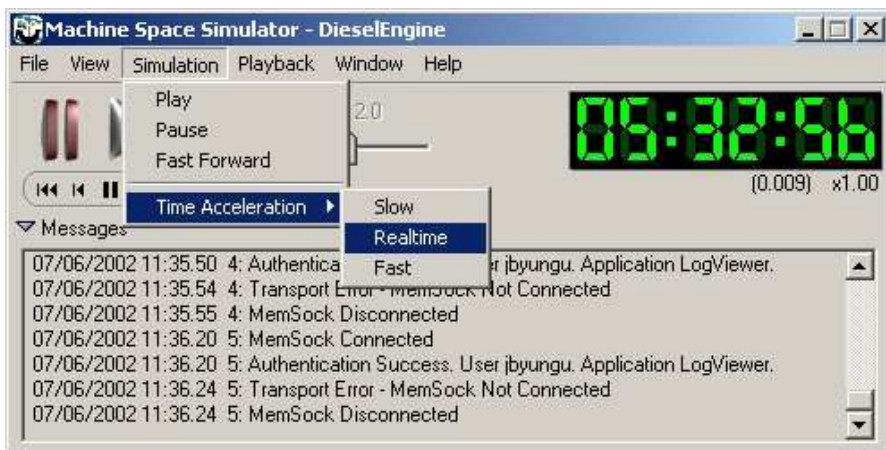 Machine Space Simulator - DieselEngine
File View Simulation Playback Window Help
Play
Pause
Fast Forward
Time Acceleration
Slow
Realtime
Fast
2.0
05:32:56
(0.009) x1.00
Messages
07/06/2002 11:35.50 4: Authentica r jbyungu. Application LogViewer.
07/06/2002 11:35.54 4: Transport Error - MemSock Not Connected
07/06/2002 11:35.55 4: MemSock Disconnected
07/06/2002 11:36.20 5: MemSock Connected
07/06/2002 11:36.20 5: Authentication Success. User jbyungu. Application LogViewer.
07/06/2002 11:36.24 5: Transport Error - MemSock Not Connected
07/06/2002 11:36.24 5: MemSock Disconnected